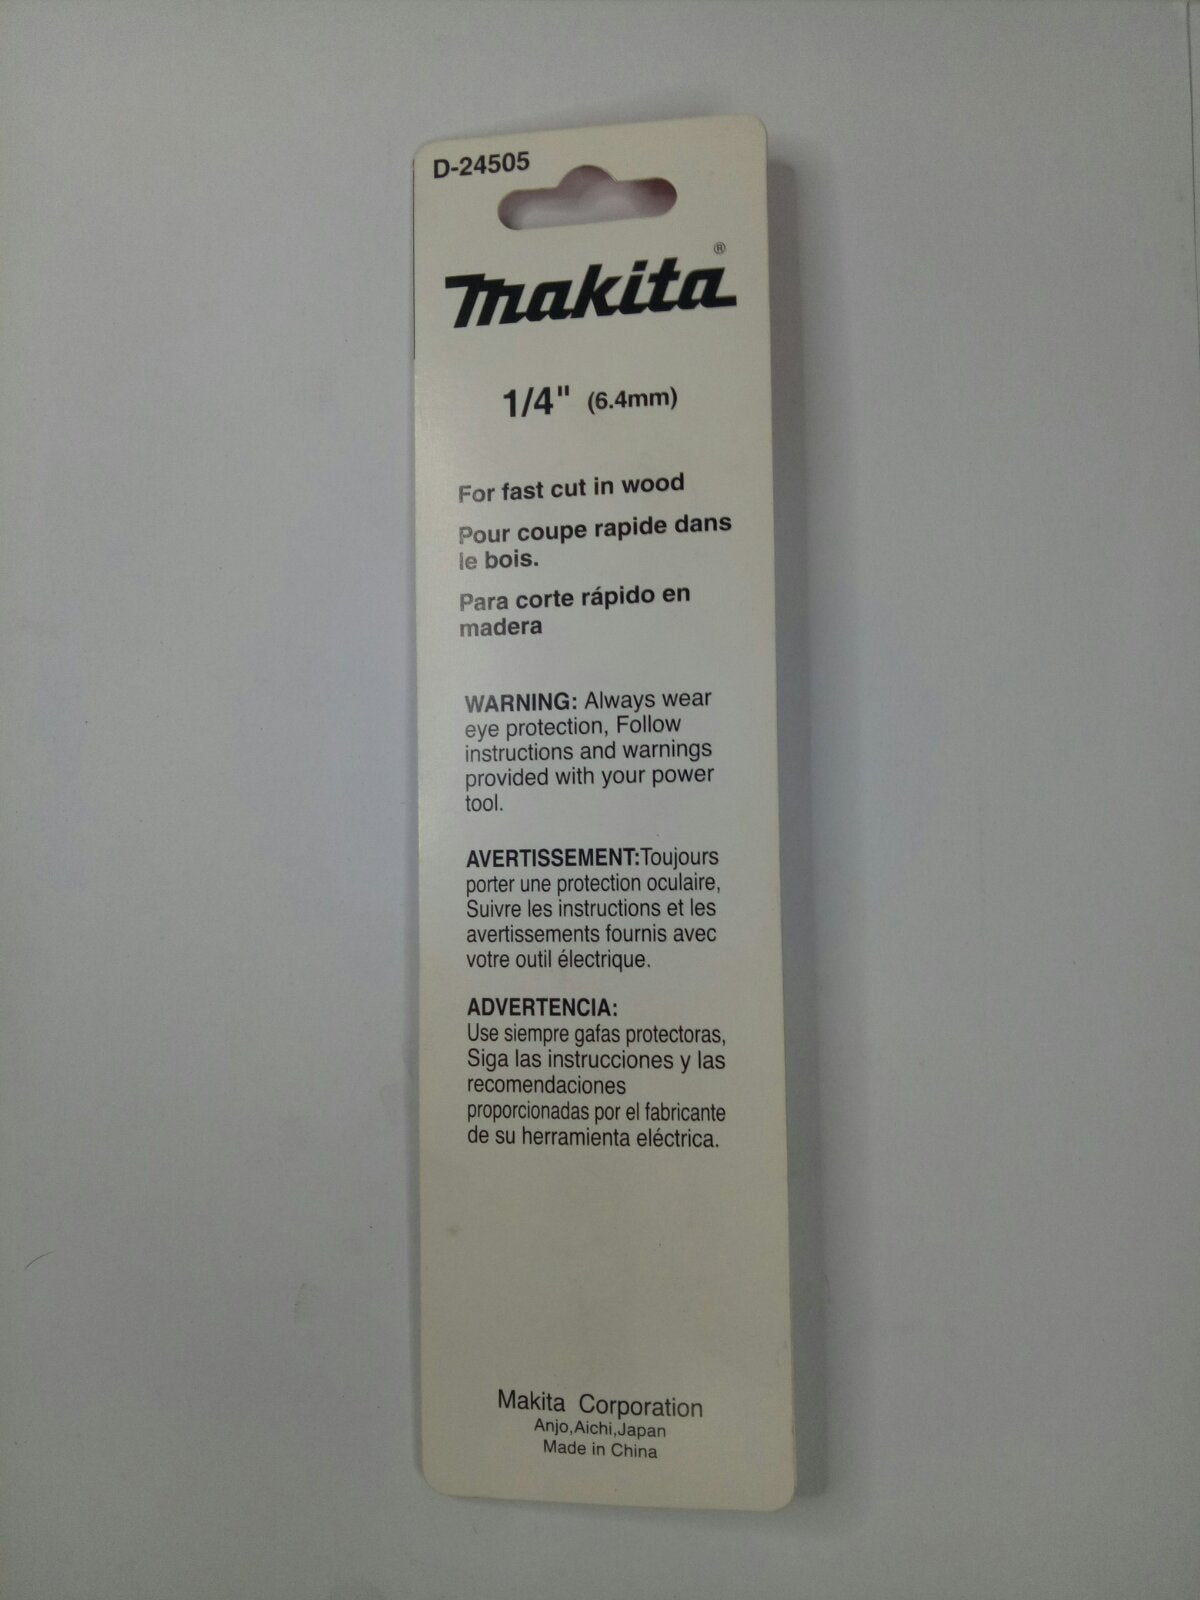 D-24505
makita®
1/4" (6.4mm)
For fast cut in wood
Pour coupe rapide dans
le bois.
Para corte rápido en
madera
WARNING: Always wear
eye protection, Follow
instructions and warnings
provided with your power
tool.
AVERTISSEMENT:Toujours
porter une protection oculaire,
Suivre les instructions et les
avertissements fournis avec
votre outil électrique.
ADVERTENCIA:
Use siempre gafas protectoras,
Siga las instrucciones y las
recomendaciones
proporcionadas por el fabricante
de su herramienta eléctrica.
Makita Corporation
Anjo,Aichi,Japan
Made in China